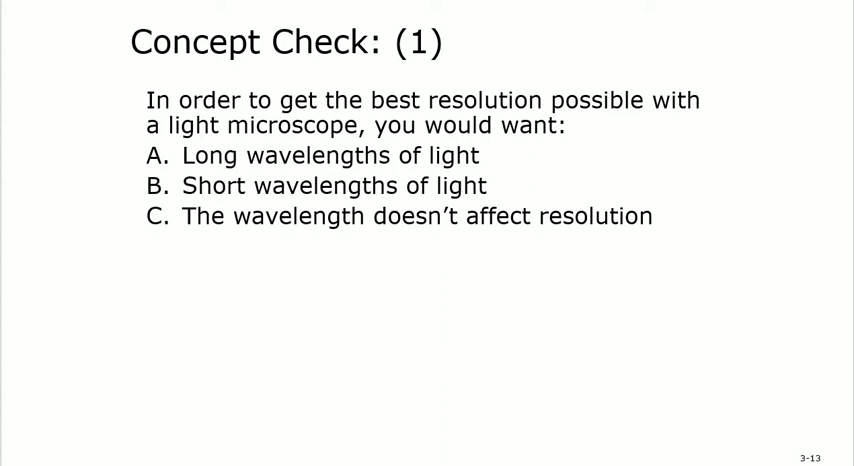 Concept Check: (1)
In order to get the best resolution possible with
a light microscope, you would want:
A. Long wavelengths of light
B. Short wavelengths of light
C. The wavelength doesn’t affect resolution
3-13